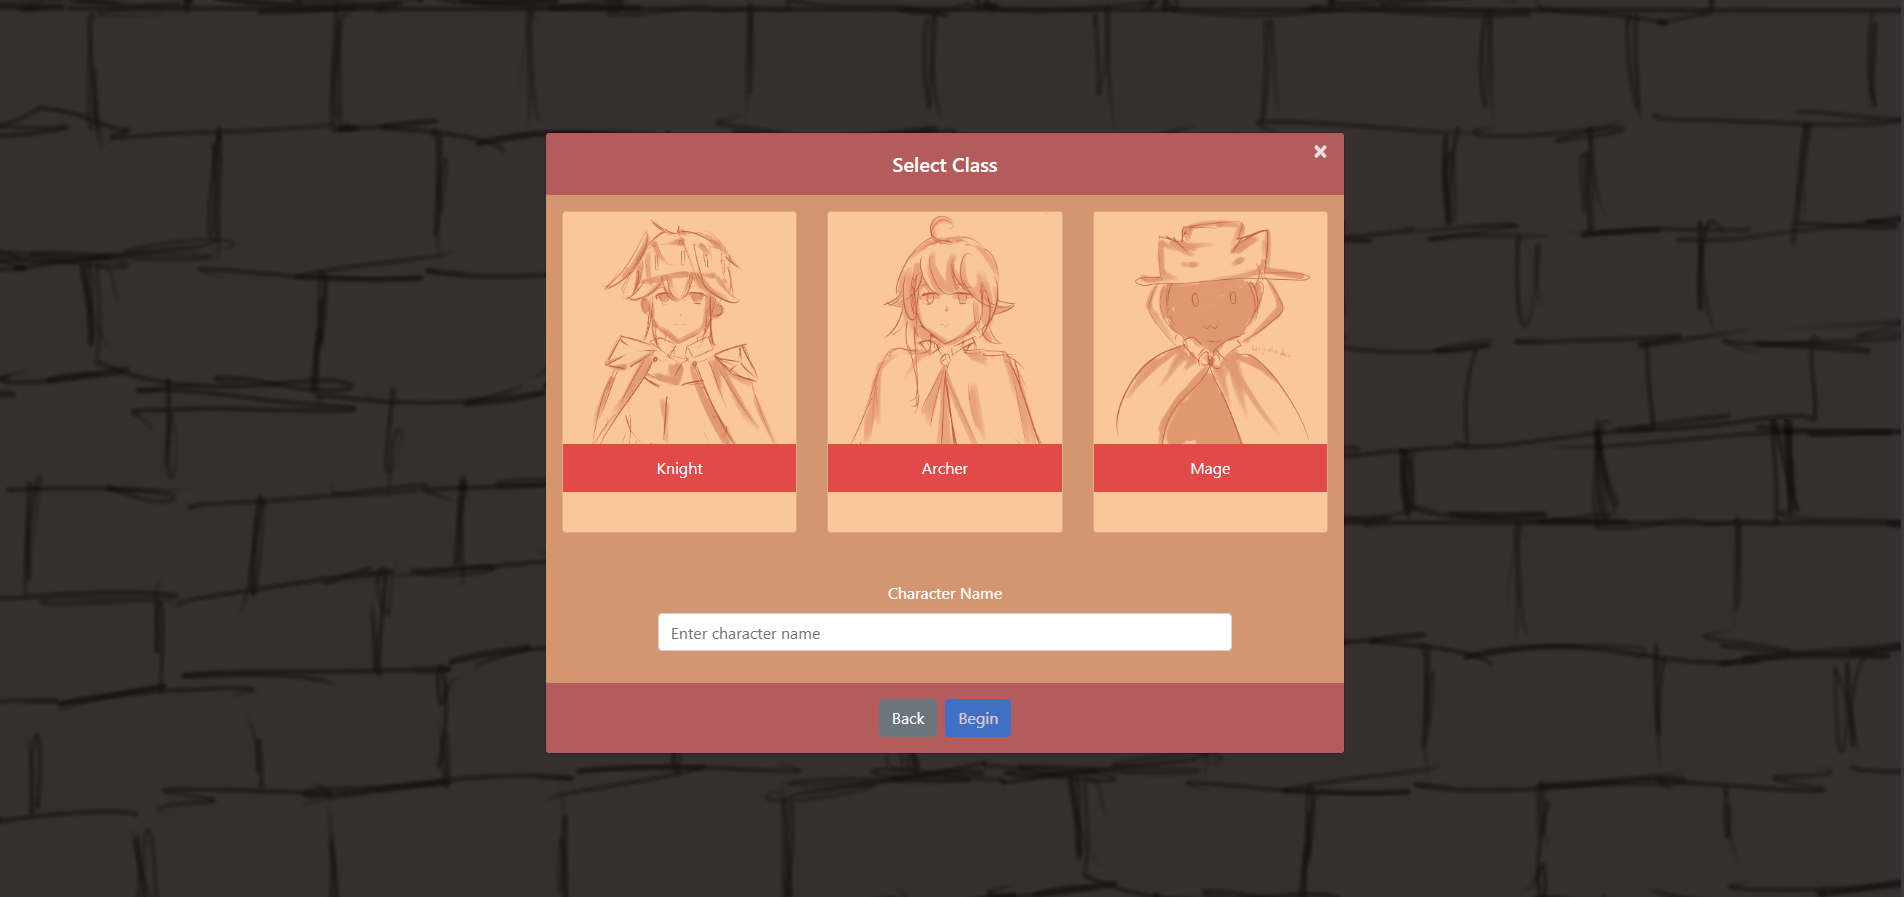 Select Class
×
Knight
Archer
Mage
Character Name
Enter character name
Back
Begin